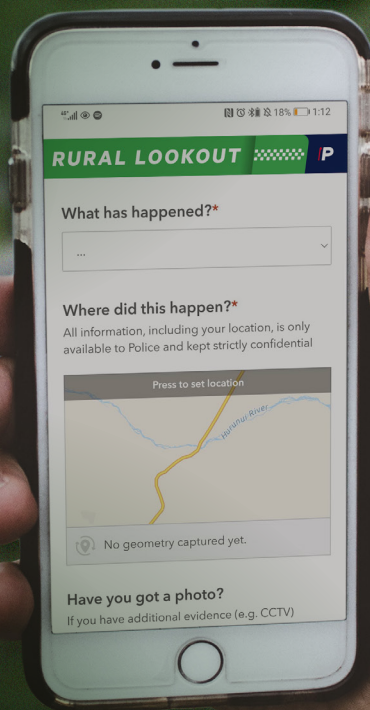 18% 1:12
RURAL LOOKOUT P
What has happened?*
...
Where did this happen?*
All information, including your location, is only
available to Police and kept strictly confidential
Press to set location
Hurunui River
No geometry captured yet.
Have you got a photo?
If you have additional evidence (e.g. CCTV)